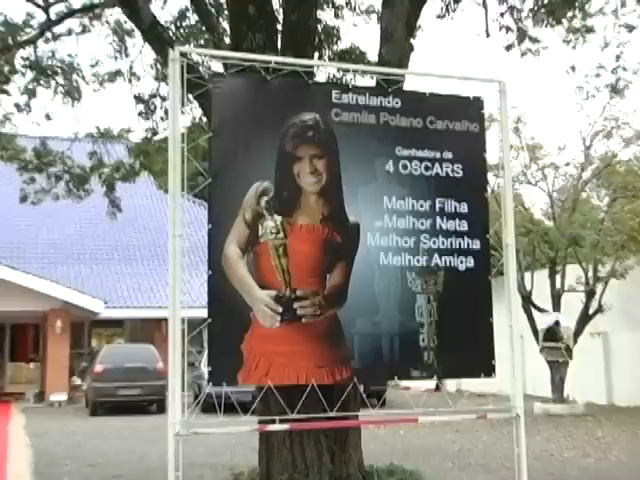 Estrelando
Camila Polano Carvalho
Ganhadora de
4 OSCARS
Melhor Filha
Melhor Neta
Melhor Sobrinha
Melhor Amiga